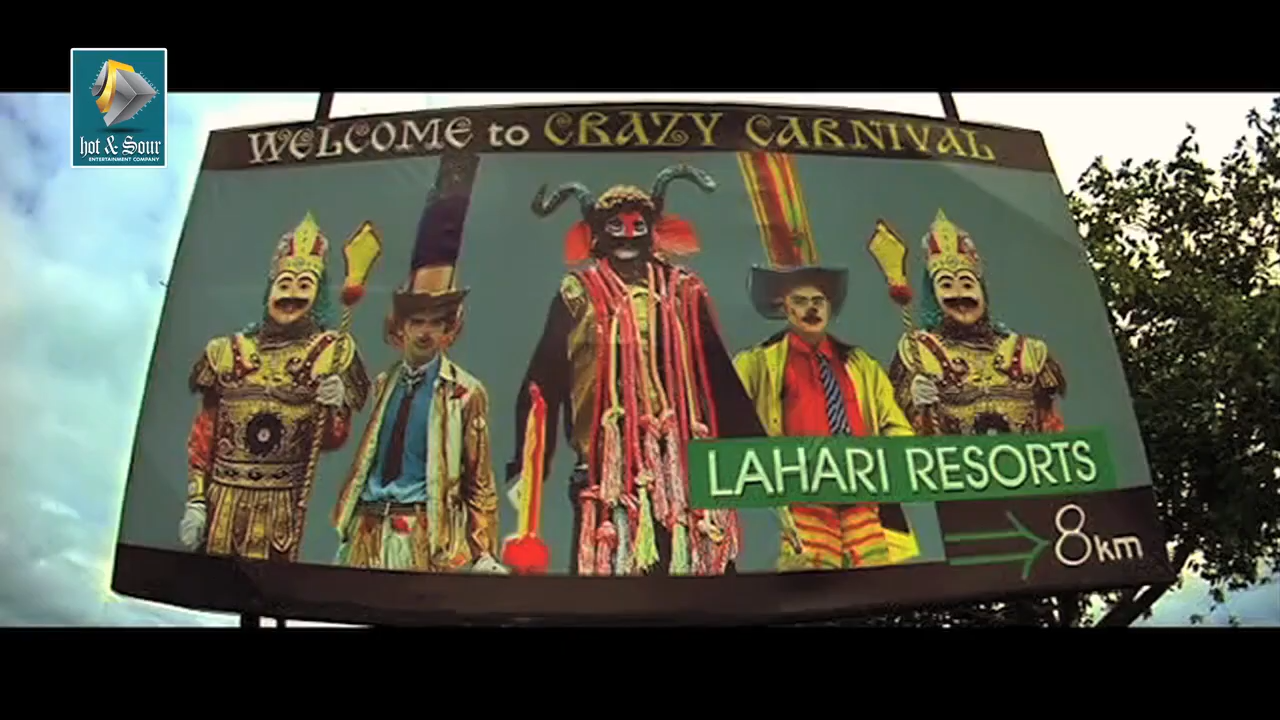 hot & Sour
ENTERTAINMENT COMPANY
WELCOME to CRAZY CARNIVAL
LAHARI RESORTS
8km